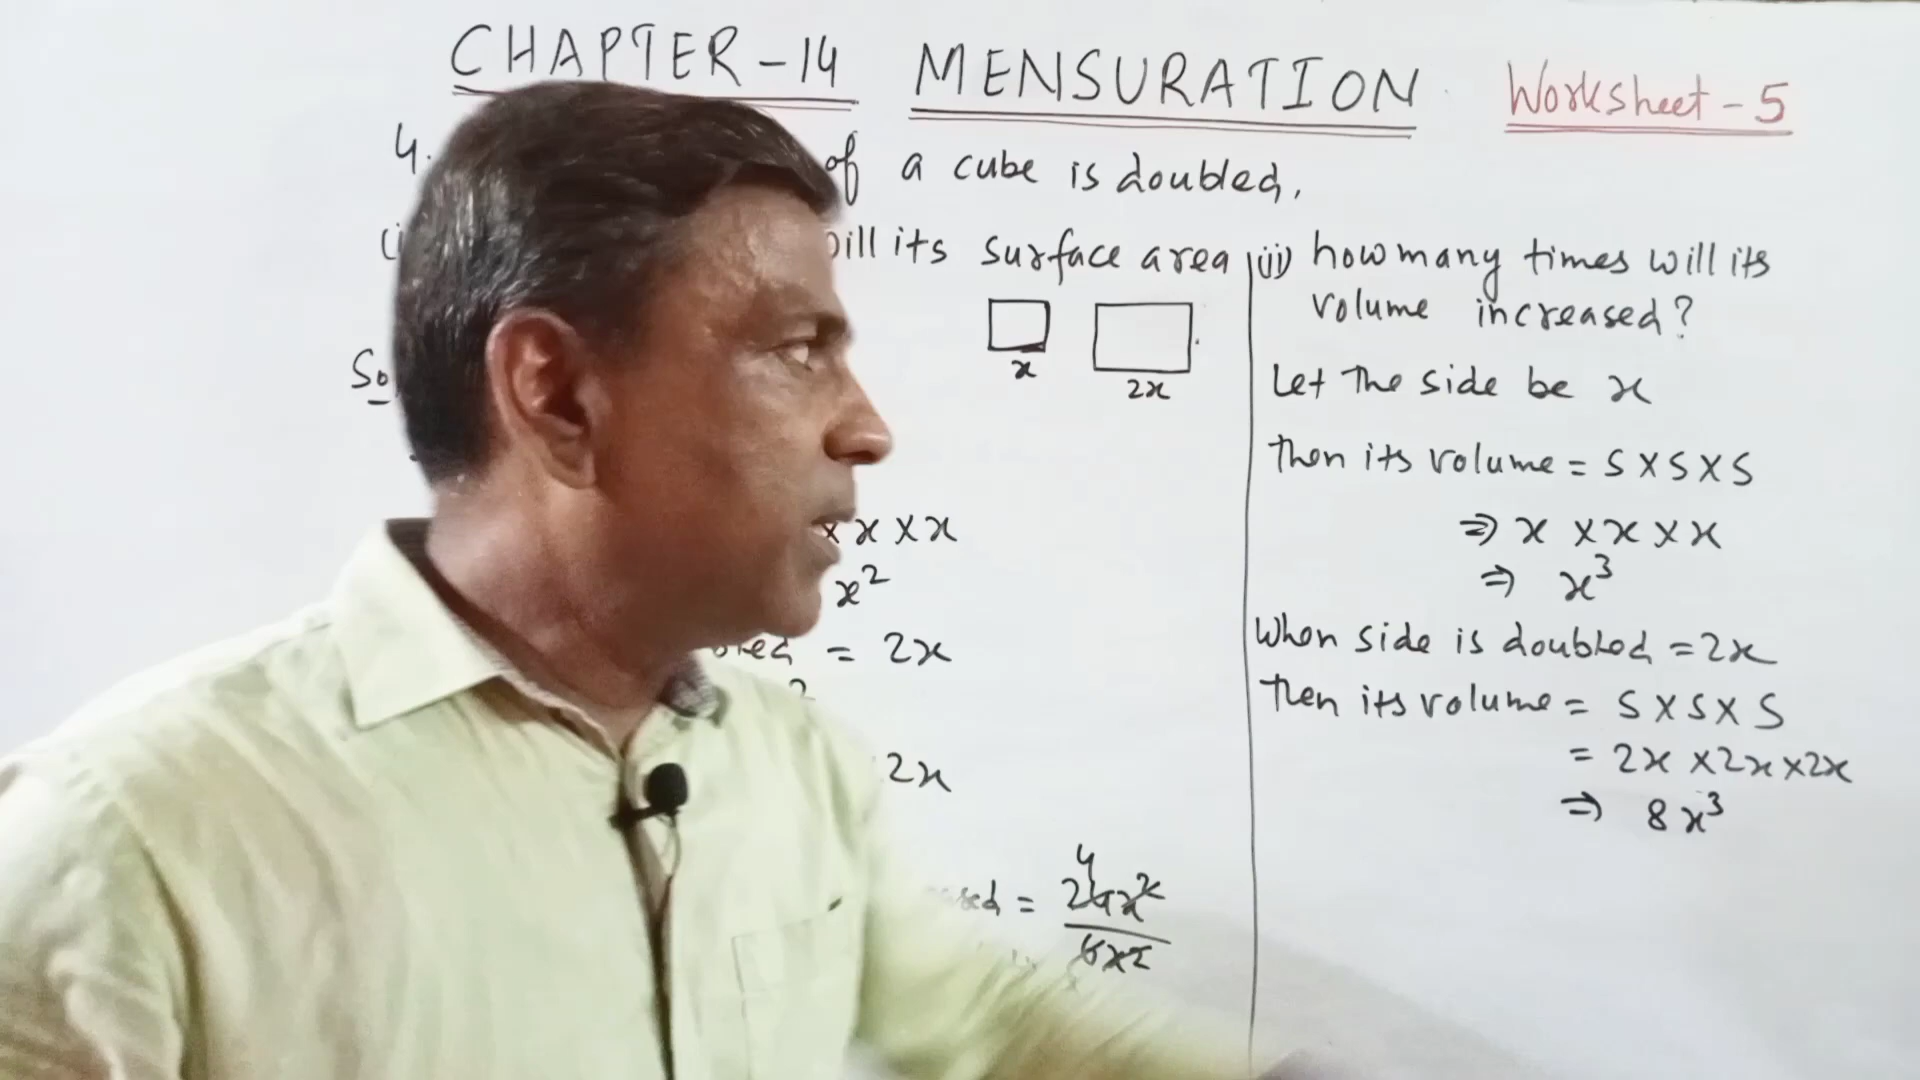 CHAPTER-14 MENSURATION Worksheet-5
4. of a cube is doubled,
will its surface area
x 2x
x x x x
x²
= 2x
2x
= 24x²
4
6x²
(ii) how many times will its
volume increased?
Let the side be x
Then its volume = S X S X S
⇒ x x x x x
⇒ x³
When side is doubled = 2x
Then its volume = S X S X S
= 2x x 2x x 2x
⇒ 8x³